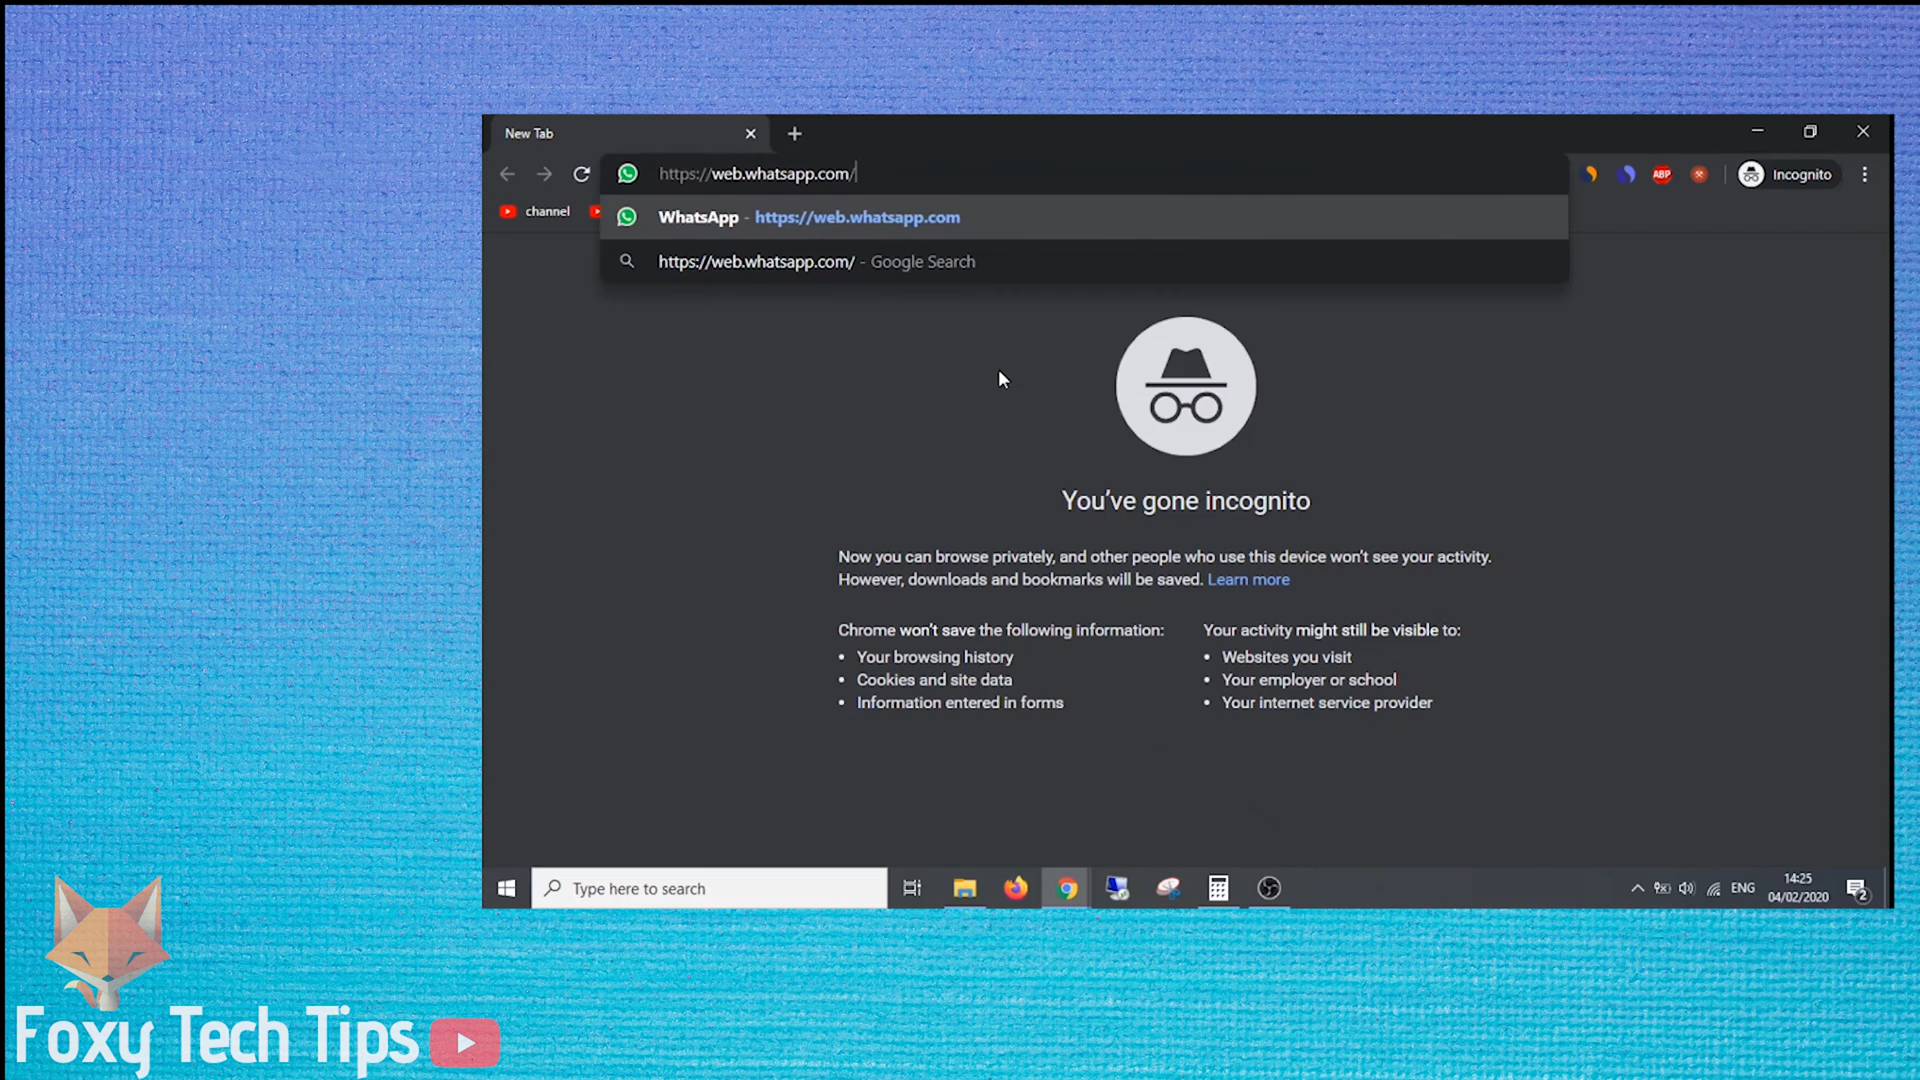 New Tab
https://web.whatsapp.com/
ABP
Incognito
channel
WhatsApp - https://web.whatsapp.com
https://web.whatsapp.com/ - Google Search
You've gone incognito
Now you can browse privately, and other people who use this device won't see your activity.
However, downloads and bookmarks will be saved. Learn more
Chrome won't save the following information:
• Your browsing history
• Cookies and site data
• Information entered in forms
Your activity might still be visible to:
• Websites you visit
• Your employer or school
• Your internet service provider
Type here to search
ENG
14:25
04/02/2020
2
Foxy Tech Tips